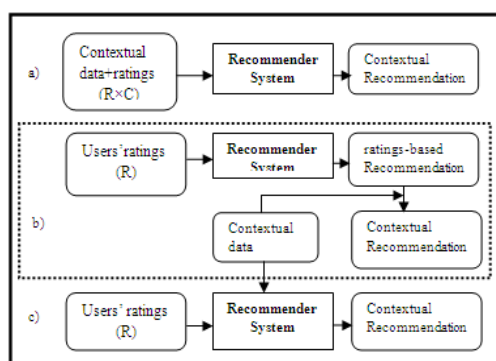 a)
Contextual
data+ratings
(R×C)
Recommender
System
Contextual
Recommendation
b)
Users'ratings
(R)
Recommender
System
ratings-based
Recommendation
Contextual
data
Contextual
Recommendation
c)
Users' ratings
(R)
Recommender
System
Contextual
Recommendation